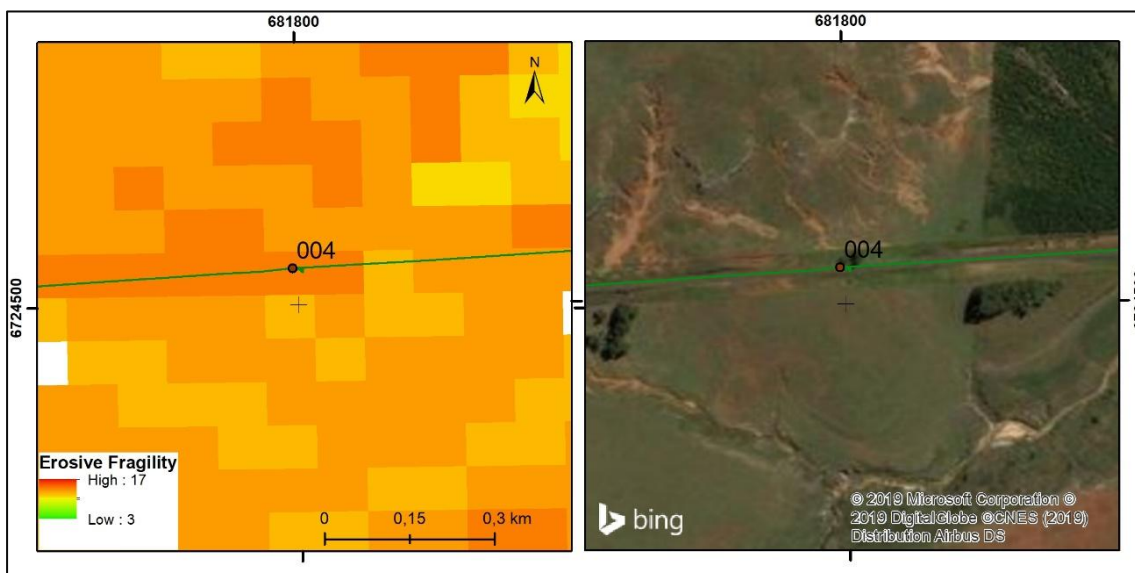 681800
681800
N
004
004
6724500
Erosive Fragility
High : 17
Low : 3
0 0,15 0,3 km
bing
© 2019 Microsoft Corporation ©
2019 DigitalGlobe ©CNES (2019)
Distribution Airbus DS